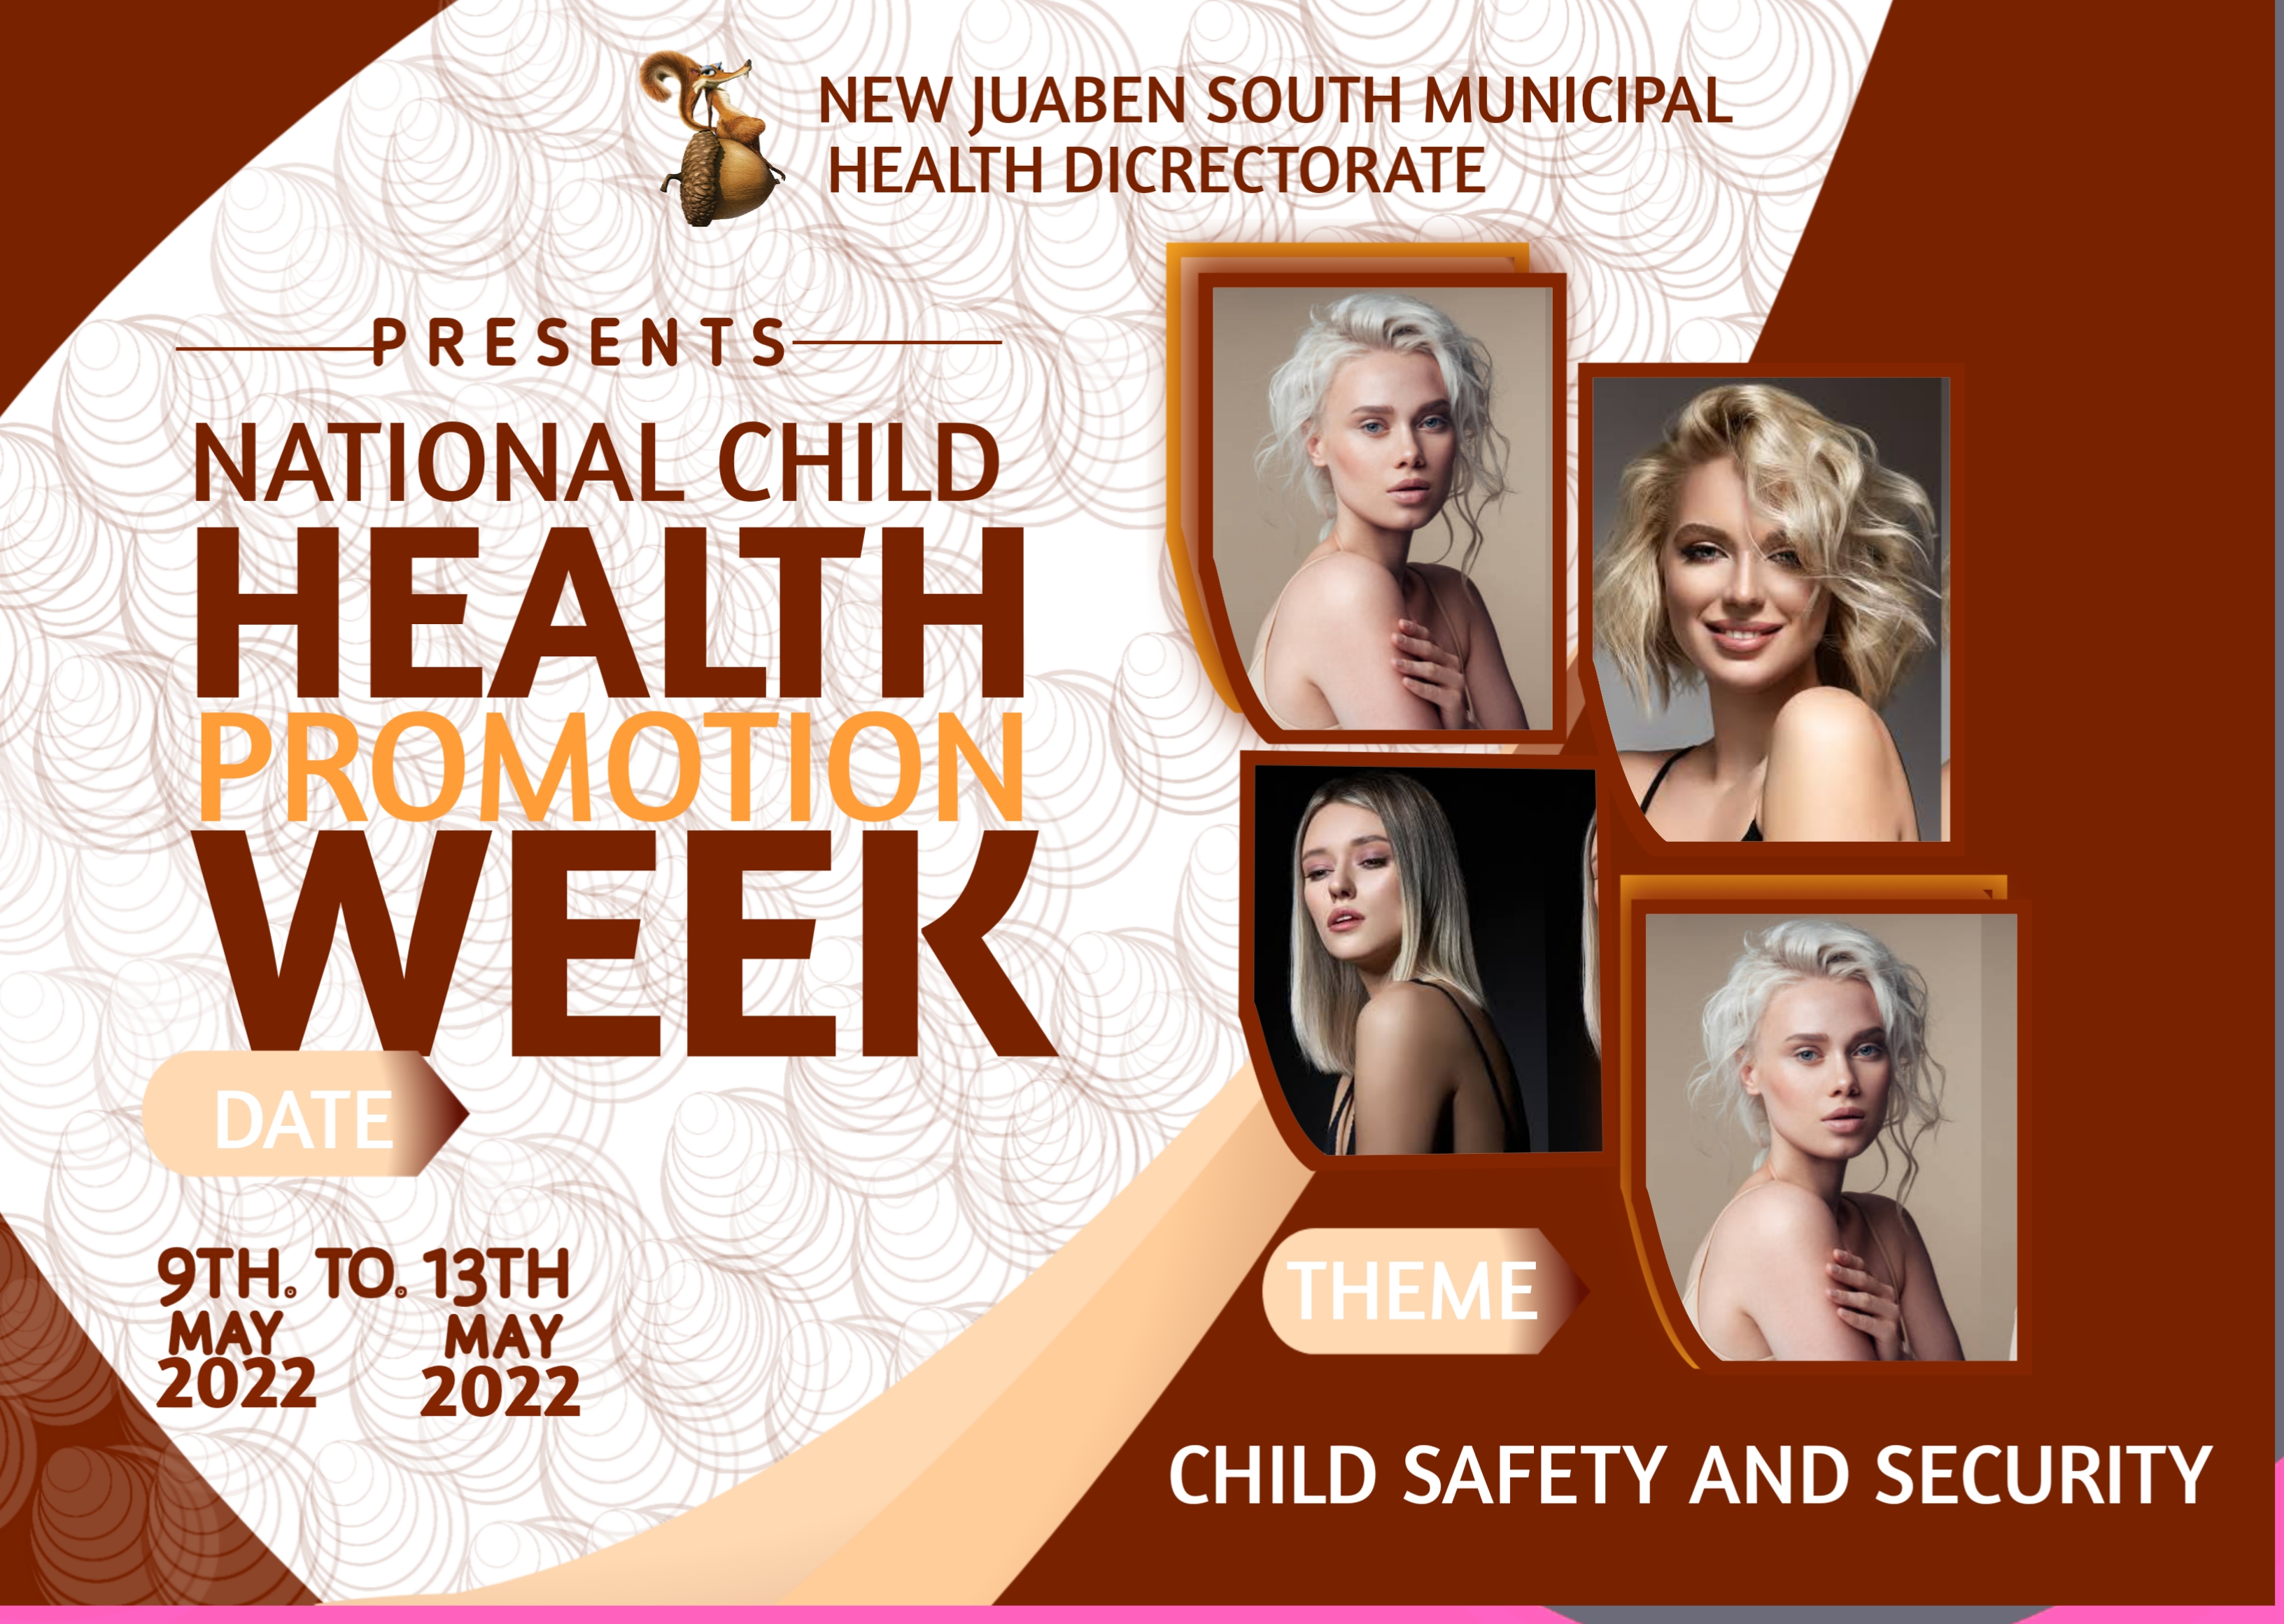 NEW JUABEN SOUTH MUNICIPAL
HEALTH DICRECTORATE
PRESENTS
NATIONAL CHILD
HEALTH
PROMOTION
WEEK
DATE
9TH. TO. 13TH
MAY MAY
2022 2022
THEME
CHILD SAFETY AND SECURITY